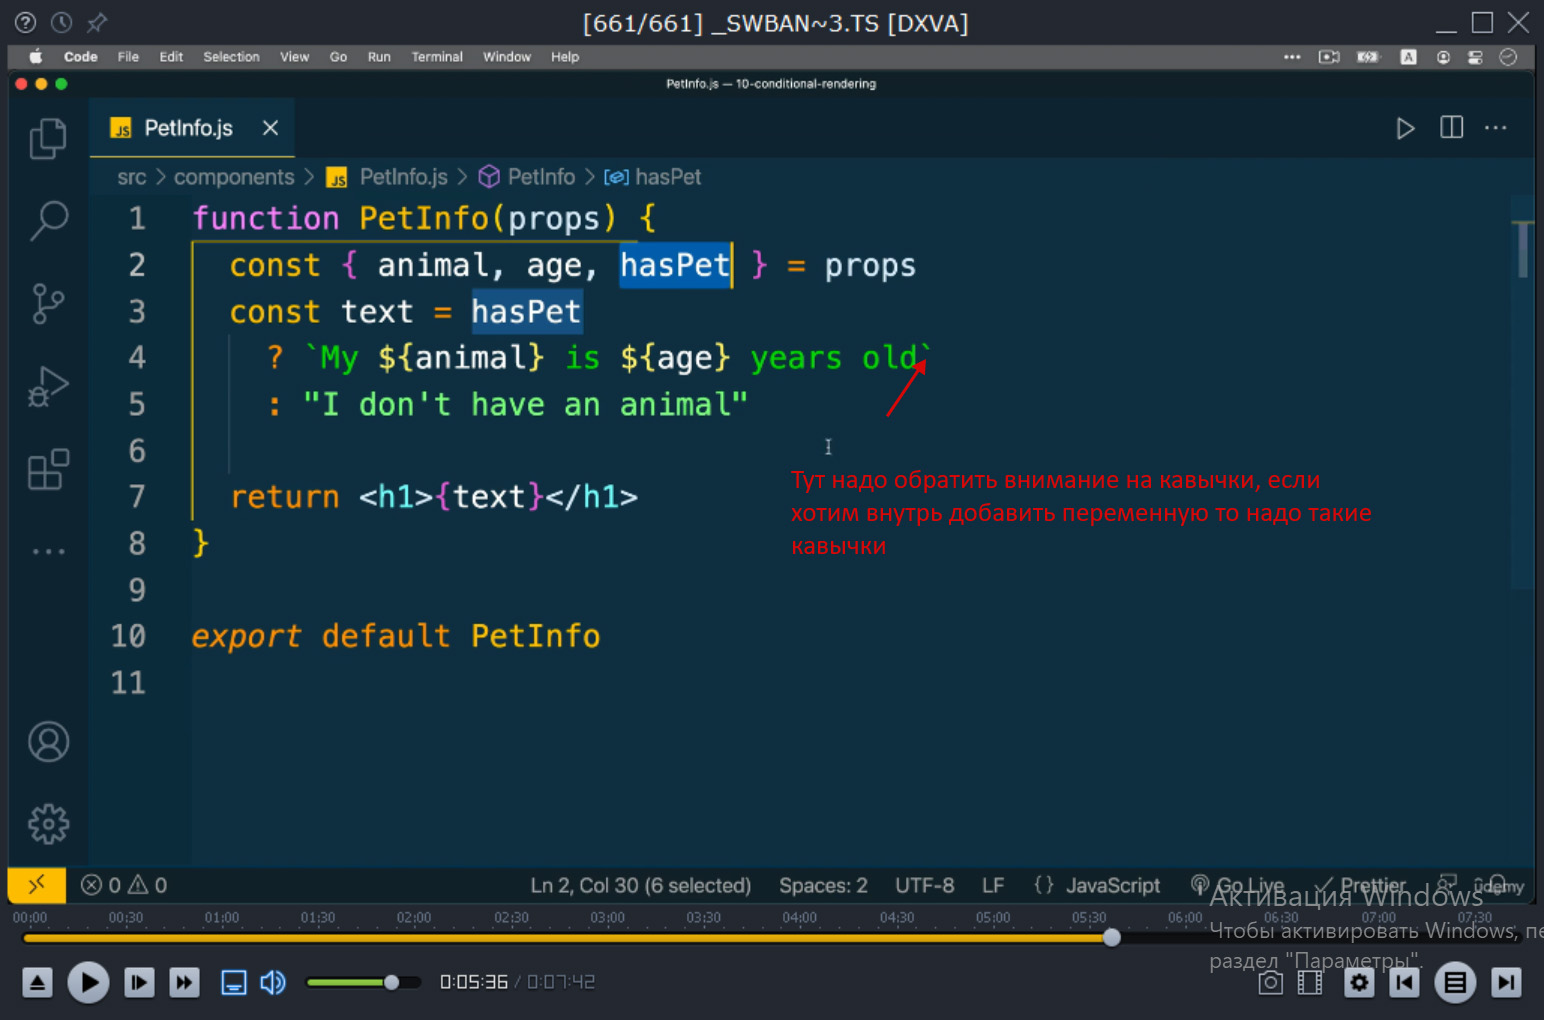 [661/661] _SWBAN~3.TS [DXVA]
Code File Edit Selection View Go Run Terminal Window Help
A
PetInfo.js — 10-conditional-rendering
JS PetInfo.js
src > components > JS PetInfo.js > PetInfo > hasPet
1 function PetInfo(props) {
2 const { animal, age, hasPet } = props
3 const text = hasPet
4 ? `My ${animal} is ${age} years old`
5 : "I don't have an animal"
6
Тут надо обратить внимание на кавычки, если
хотим внутрь добавить переменную то надо такие
кавычки
7 return <h1>{text}</h1>
8 }
9
10 export default PetInfo
11
0 0 Ln 2, Col 30 (6 selected) Spaces: 2 UTF-8 LF {} JavaScript Go Live Prettier ûdemy
Активация Windows
00:00 00:30 01:00 01:30 02:00 02:30 03:00 03:30 04:00 04:30 05:00 05:30 06:00 06:30 07:00 07:30
Чтобы активировать Windows, пе
раздел "Параметры".
0:05:36 / 0:07:42